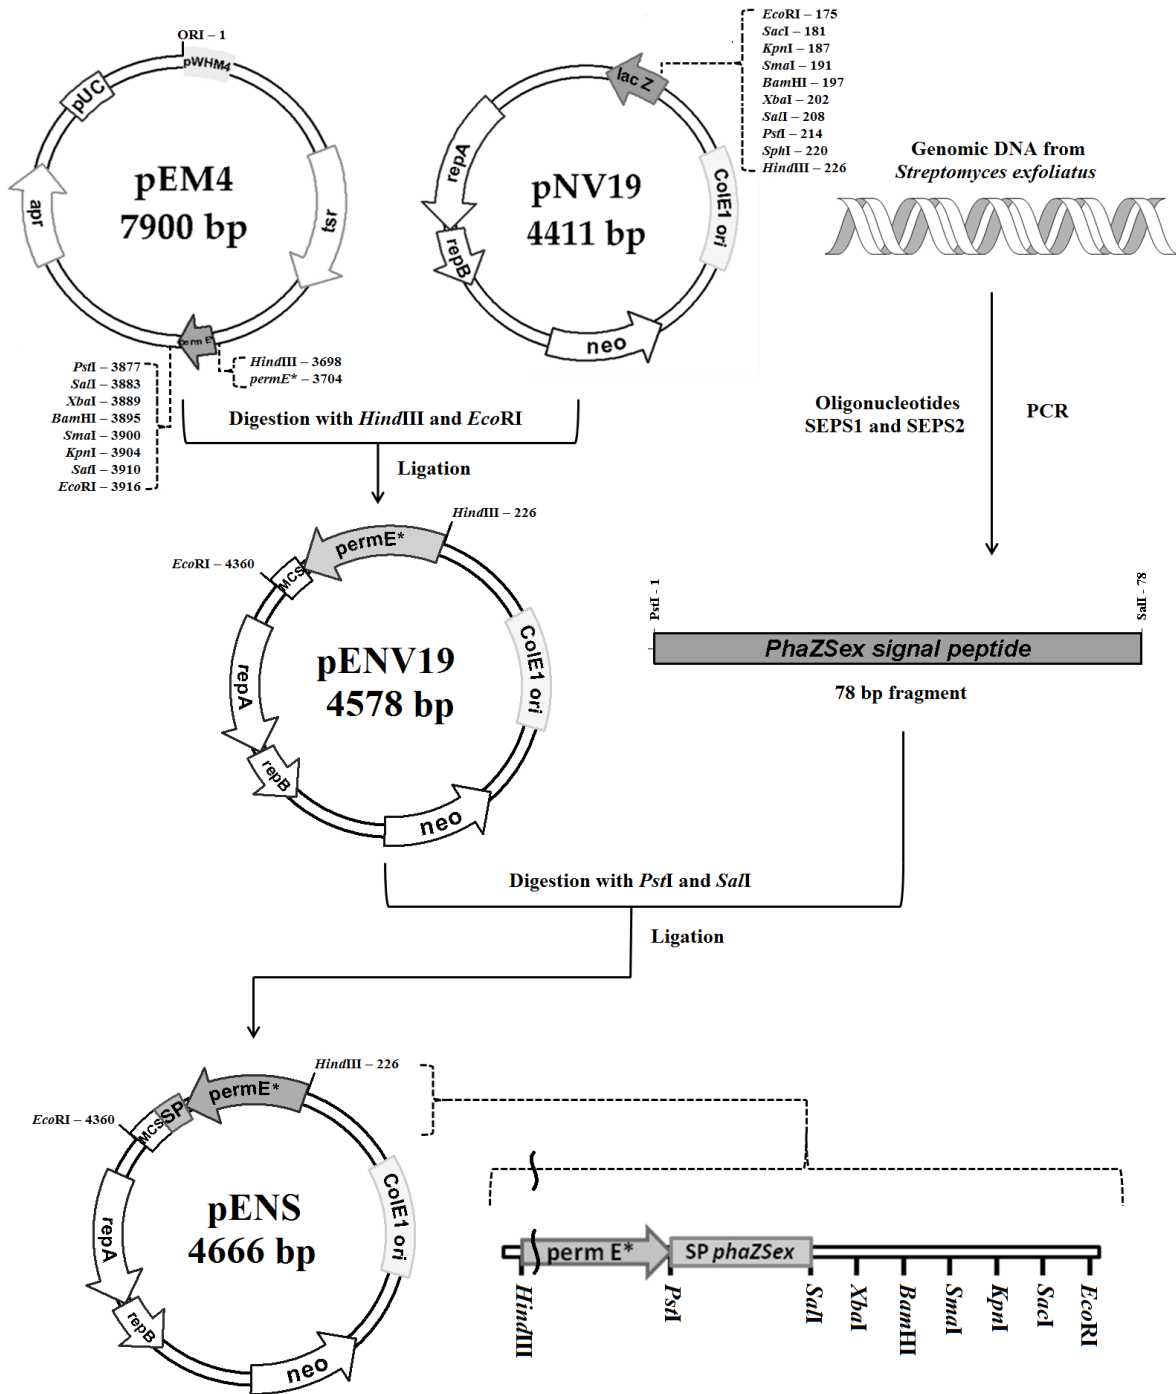 ORI – 1
pWHM4
pUC
apr
tsr
perm E*
pEM4
7900 bp
PstI – 3877
SalI – 3883
XbaI – 3889
BamHI – 3895
SmaI – 3900
KpnI – 3904
SalI – 3910
EcoRI – 3916
HindIII – 3698
permE* – 3704
lac Z
repA
repB
ColE1 ori
neo
pNV19
4411 bp
EcoRI – 175
SacI – 181
KpnI – 187
SmaI – 191
BamHI – 197
XbaI – 202
SalI – 208
PstI – 214
SphI – 220
HindIII – 226
Genomic DNA from
Streptomyces exfoliatus
Digestion with HindIII and EcoRI
Ligation
Oligonucleotides
SEPS1 and SEPS2
PCR
HindIII – 226
permE*
MCS
EcoRI – 4360
repA
repB
ColE1 ori
neo
pENV19
4578 bp
PstI - 1
SalI - 78
PhaZSex signal peptide
78 bp fragment
Digestion with PstI and SalI
Ligation
HindIII – 226
permE*
SP
MCS
EcoRI – 4360
repA
repB
ColE1 ori
neo
pENS
4666 bp
perm E*
SP phaZSex
HindIII
PstI
SalI
XbaI
BamHI
SmaI
KpnI
SacI
EcoRI